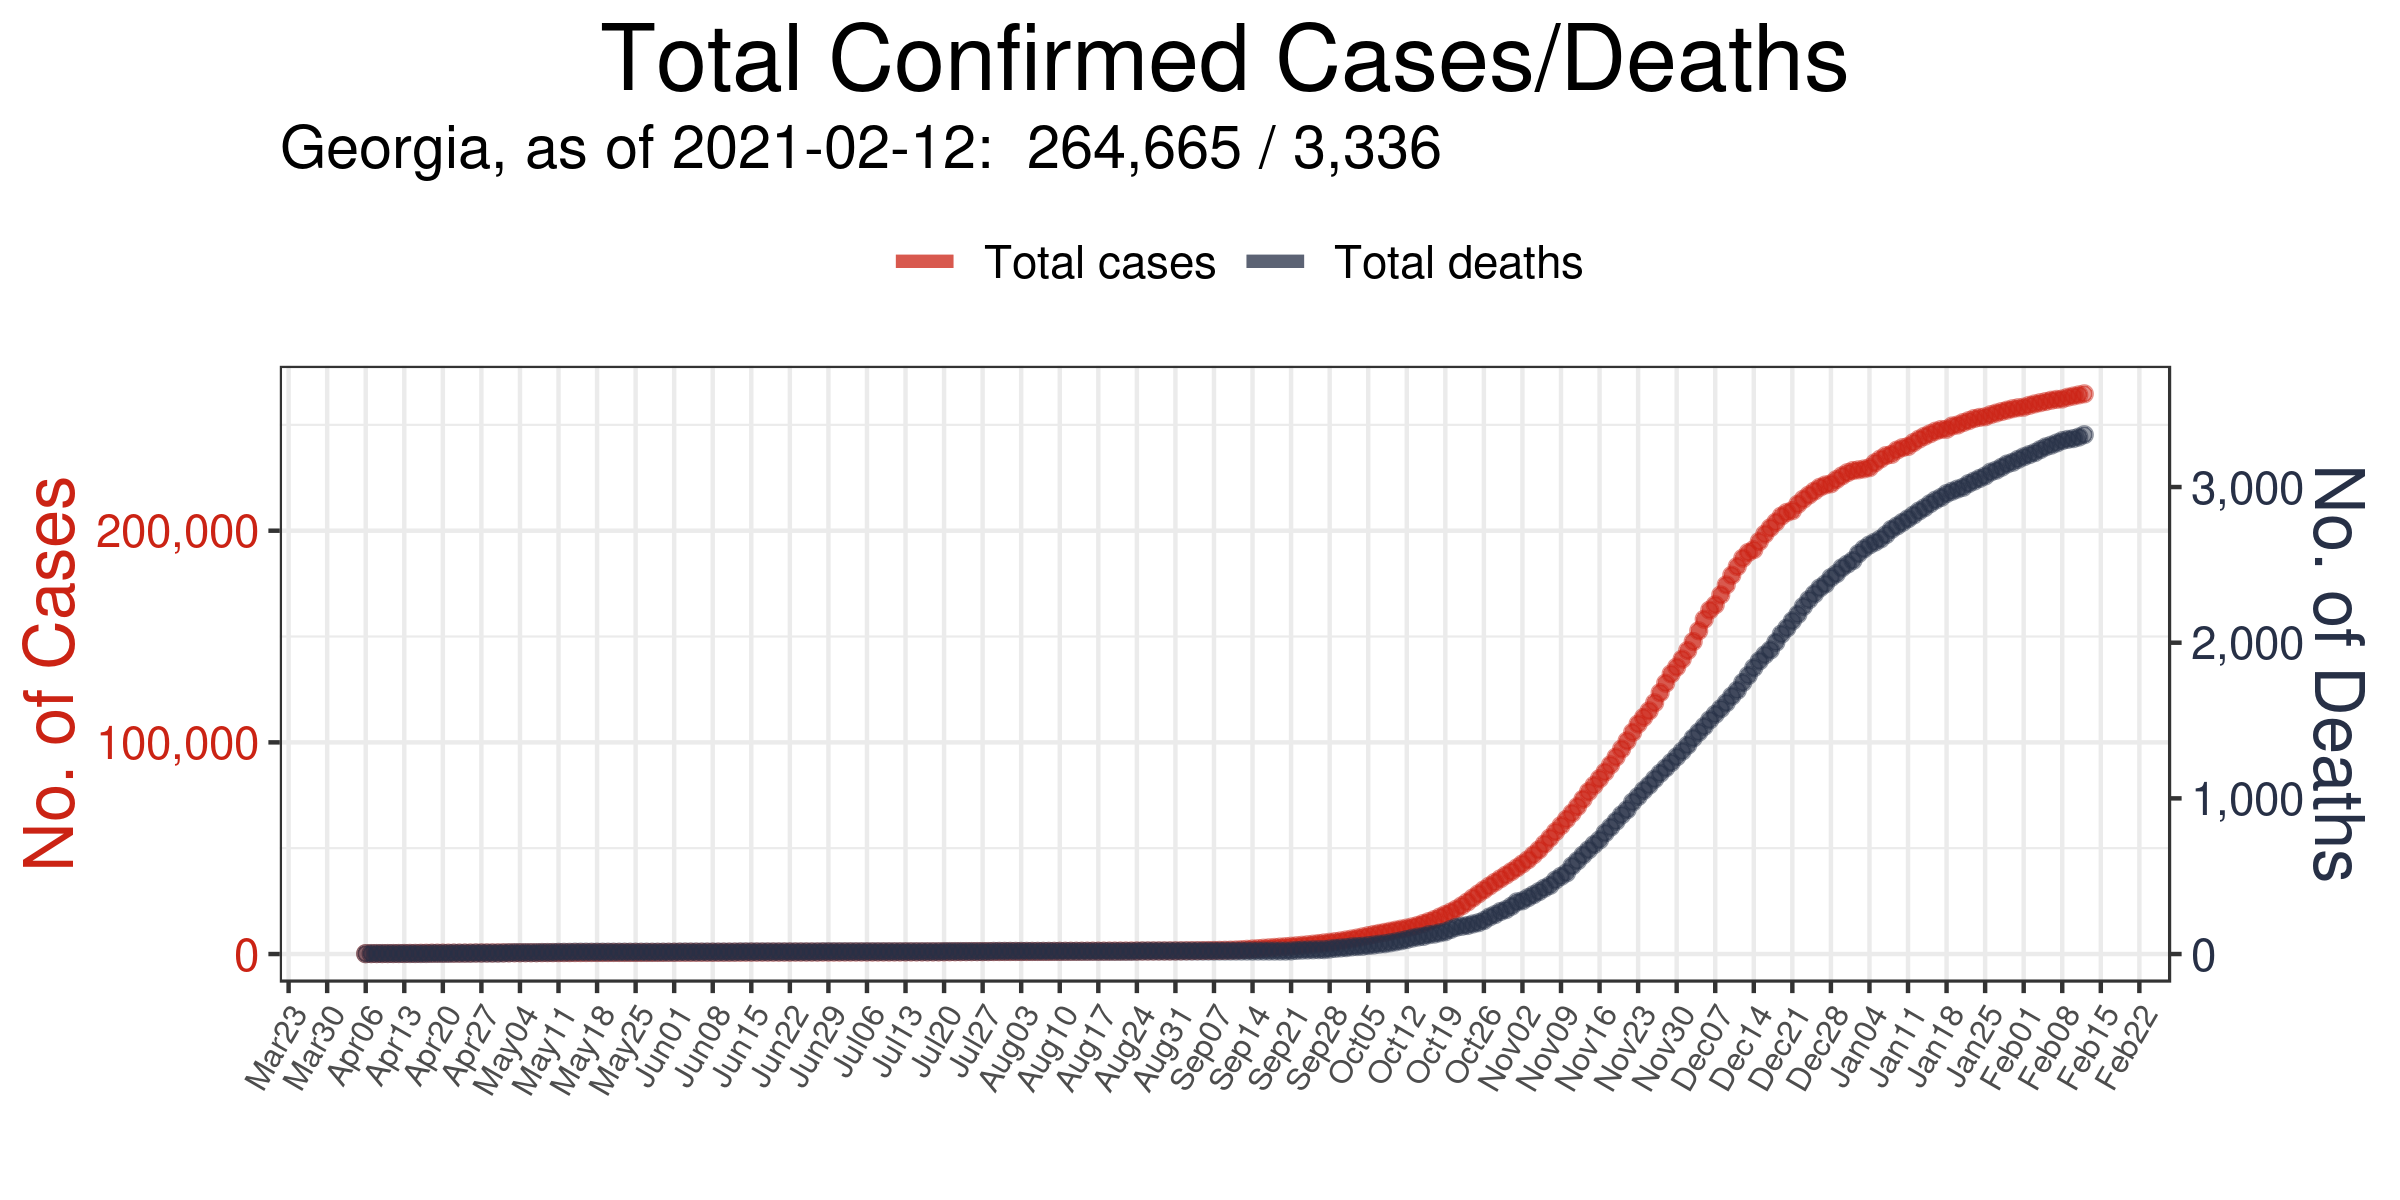 Total Confirmed Cases/Deaths
Georgia, as of 2021-02-12:  264,665 / 3,336
Total cases
Total deaths
No. of Cases
200,000
100,000
0
3,000
2,000
1,000
0
No. of Deaths
Mar23
Mar30
Apr06
Apr13
Apr20
Apr27
May04
May11
May18
May25
Jun01
Jun08
Jun15
Jun22
Jun29
Jul06
Jul13
Jul20
Jul27
Aug03
Aug10
Aug17
Aug24
Aug31
Sep07
Sep14
Sep21
Sep28
Oct05
Oct12
Oct19
Oct26
Nov02
Nov09
Nov16
Nov23
Nov30
Dec07
Dec14
Dec21
Dec28
Jan04
Jan11
Jan18
Jan25
Feb01
Feb08
Feb15
Feb22